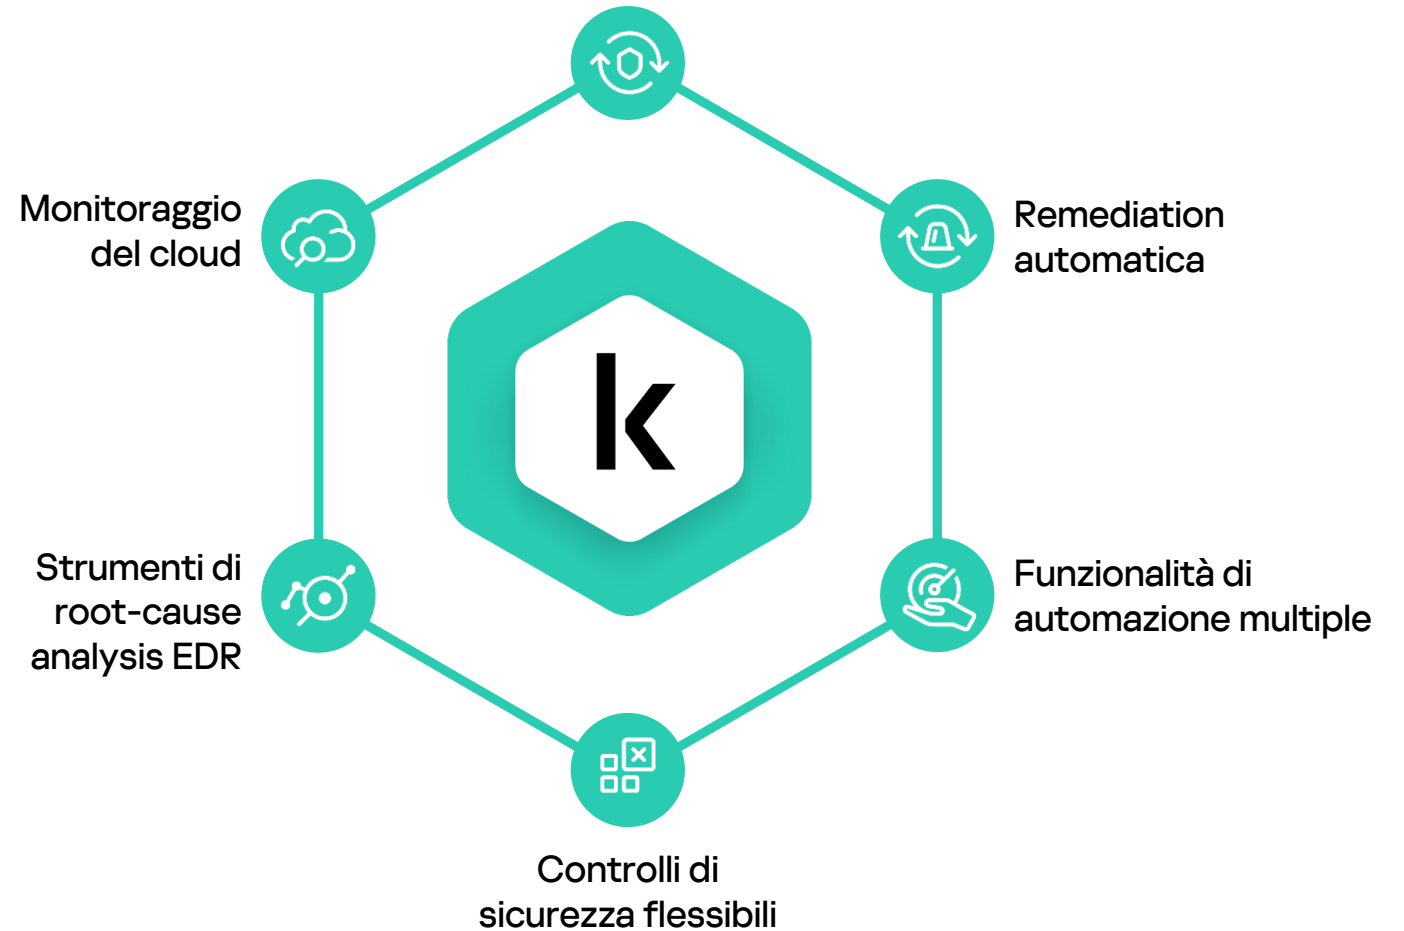 Monitoraggio
del cloud
Remediation
automatica
k
Strumenti di
root-cause
analysis EDR
Funzionalità di
automazione multiple
Controlli di
sicurezza flessibili